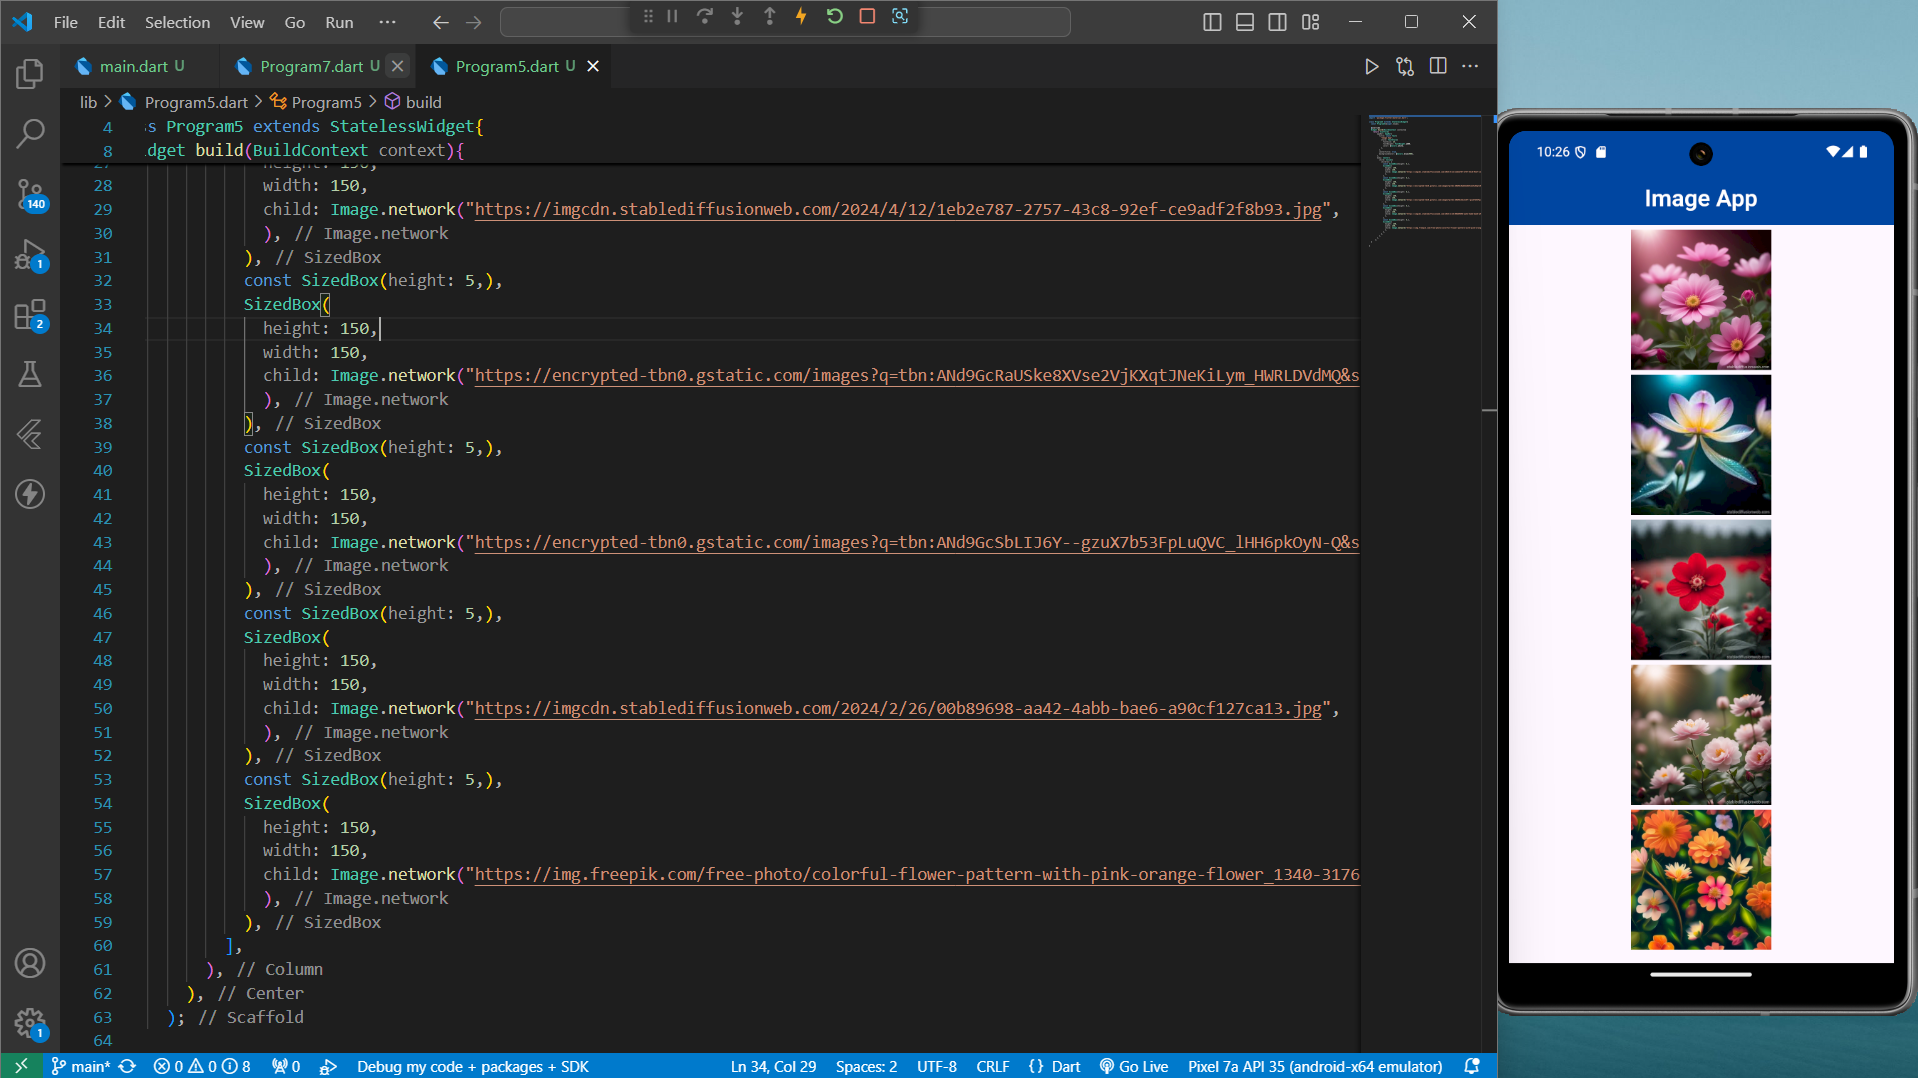 File Edit Selection View Go Run ...
main.dart U
Program7.dart U
Program5.dart U
lib > Program5.dart > Program5 > build
4 s Program5 extends StatelessWidget{
8 dget build(BuildContext context){
28 width: 150,
29 child: Image.network("https://imgcdn.stablediffusionweb.com/2024/4/12/1eb2e787-2757-43c8-92ef-ce9adf2f8b93.jpg",
30 ), // Image.network
31 ), // SizedBox
32 const SizedBox(height: 5,),
33 SizedBox(
34 height: 150,
35 width: 150,
36 child: Image.network("https://encrypted-tbn0.gstatic.com/images?q=tbn:ANd9GcRaUSke8XVse2VjKXqtJNeKiLym_HWRLDVdMQ&s
37 ), // Image.network
38 ), // SizedBox
39 const SizedBox(height: 5,),
40 SizedBox(
41 height: 150,
42 width: 150,
43 child: Image.network("https://encrypted-tbn0.gstatic.com/images?q=tbn:ANd9GcSbLIJ6Y--gzuX7b53FpLuQVC_lHH6pkOyN-Q&s
44 ), // Image.network
45 ), // SizedBox
46 const SizedBox(height: 5,),
47 SizedBox(
48 height: 150,
49 width: 150,
50 child: Image.network("https://imgcdn.stablediffusionweb.com/2024/2/26/00b89698-aa42-4abb-bae6-a90cf127ca13.jpg",
51 ), // Image.network
52 ), // SizedBox
53 const SizedBox(height: 5,),
54 SizedBox(
55 height: 150,
56 width: 150,
57 child: Image.network("https://img.freepik.com/free-photo/colorful-flower-pattern-with-pink-orange-flower_1340-3176
58 ), // Image.network
59 ), // SizedBox
60 ],
61 ), // Column
62 ), // Center
63 ); // Scaffold
64
140
1
2
1
main* 0 0 8 0 Debug my code + packages + SDK Ln 34, Col 29 Spaces: 2 UTF-8 CRLF {} Dart Go Live Pixel 7a API 35 (android-x64 emulator)
10:26
Image App